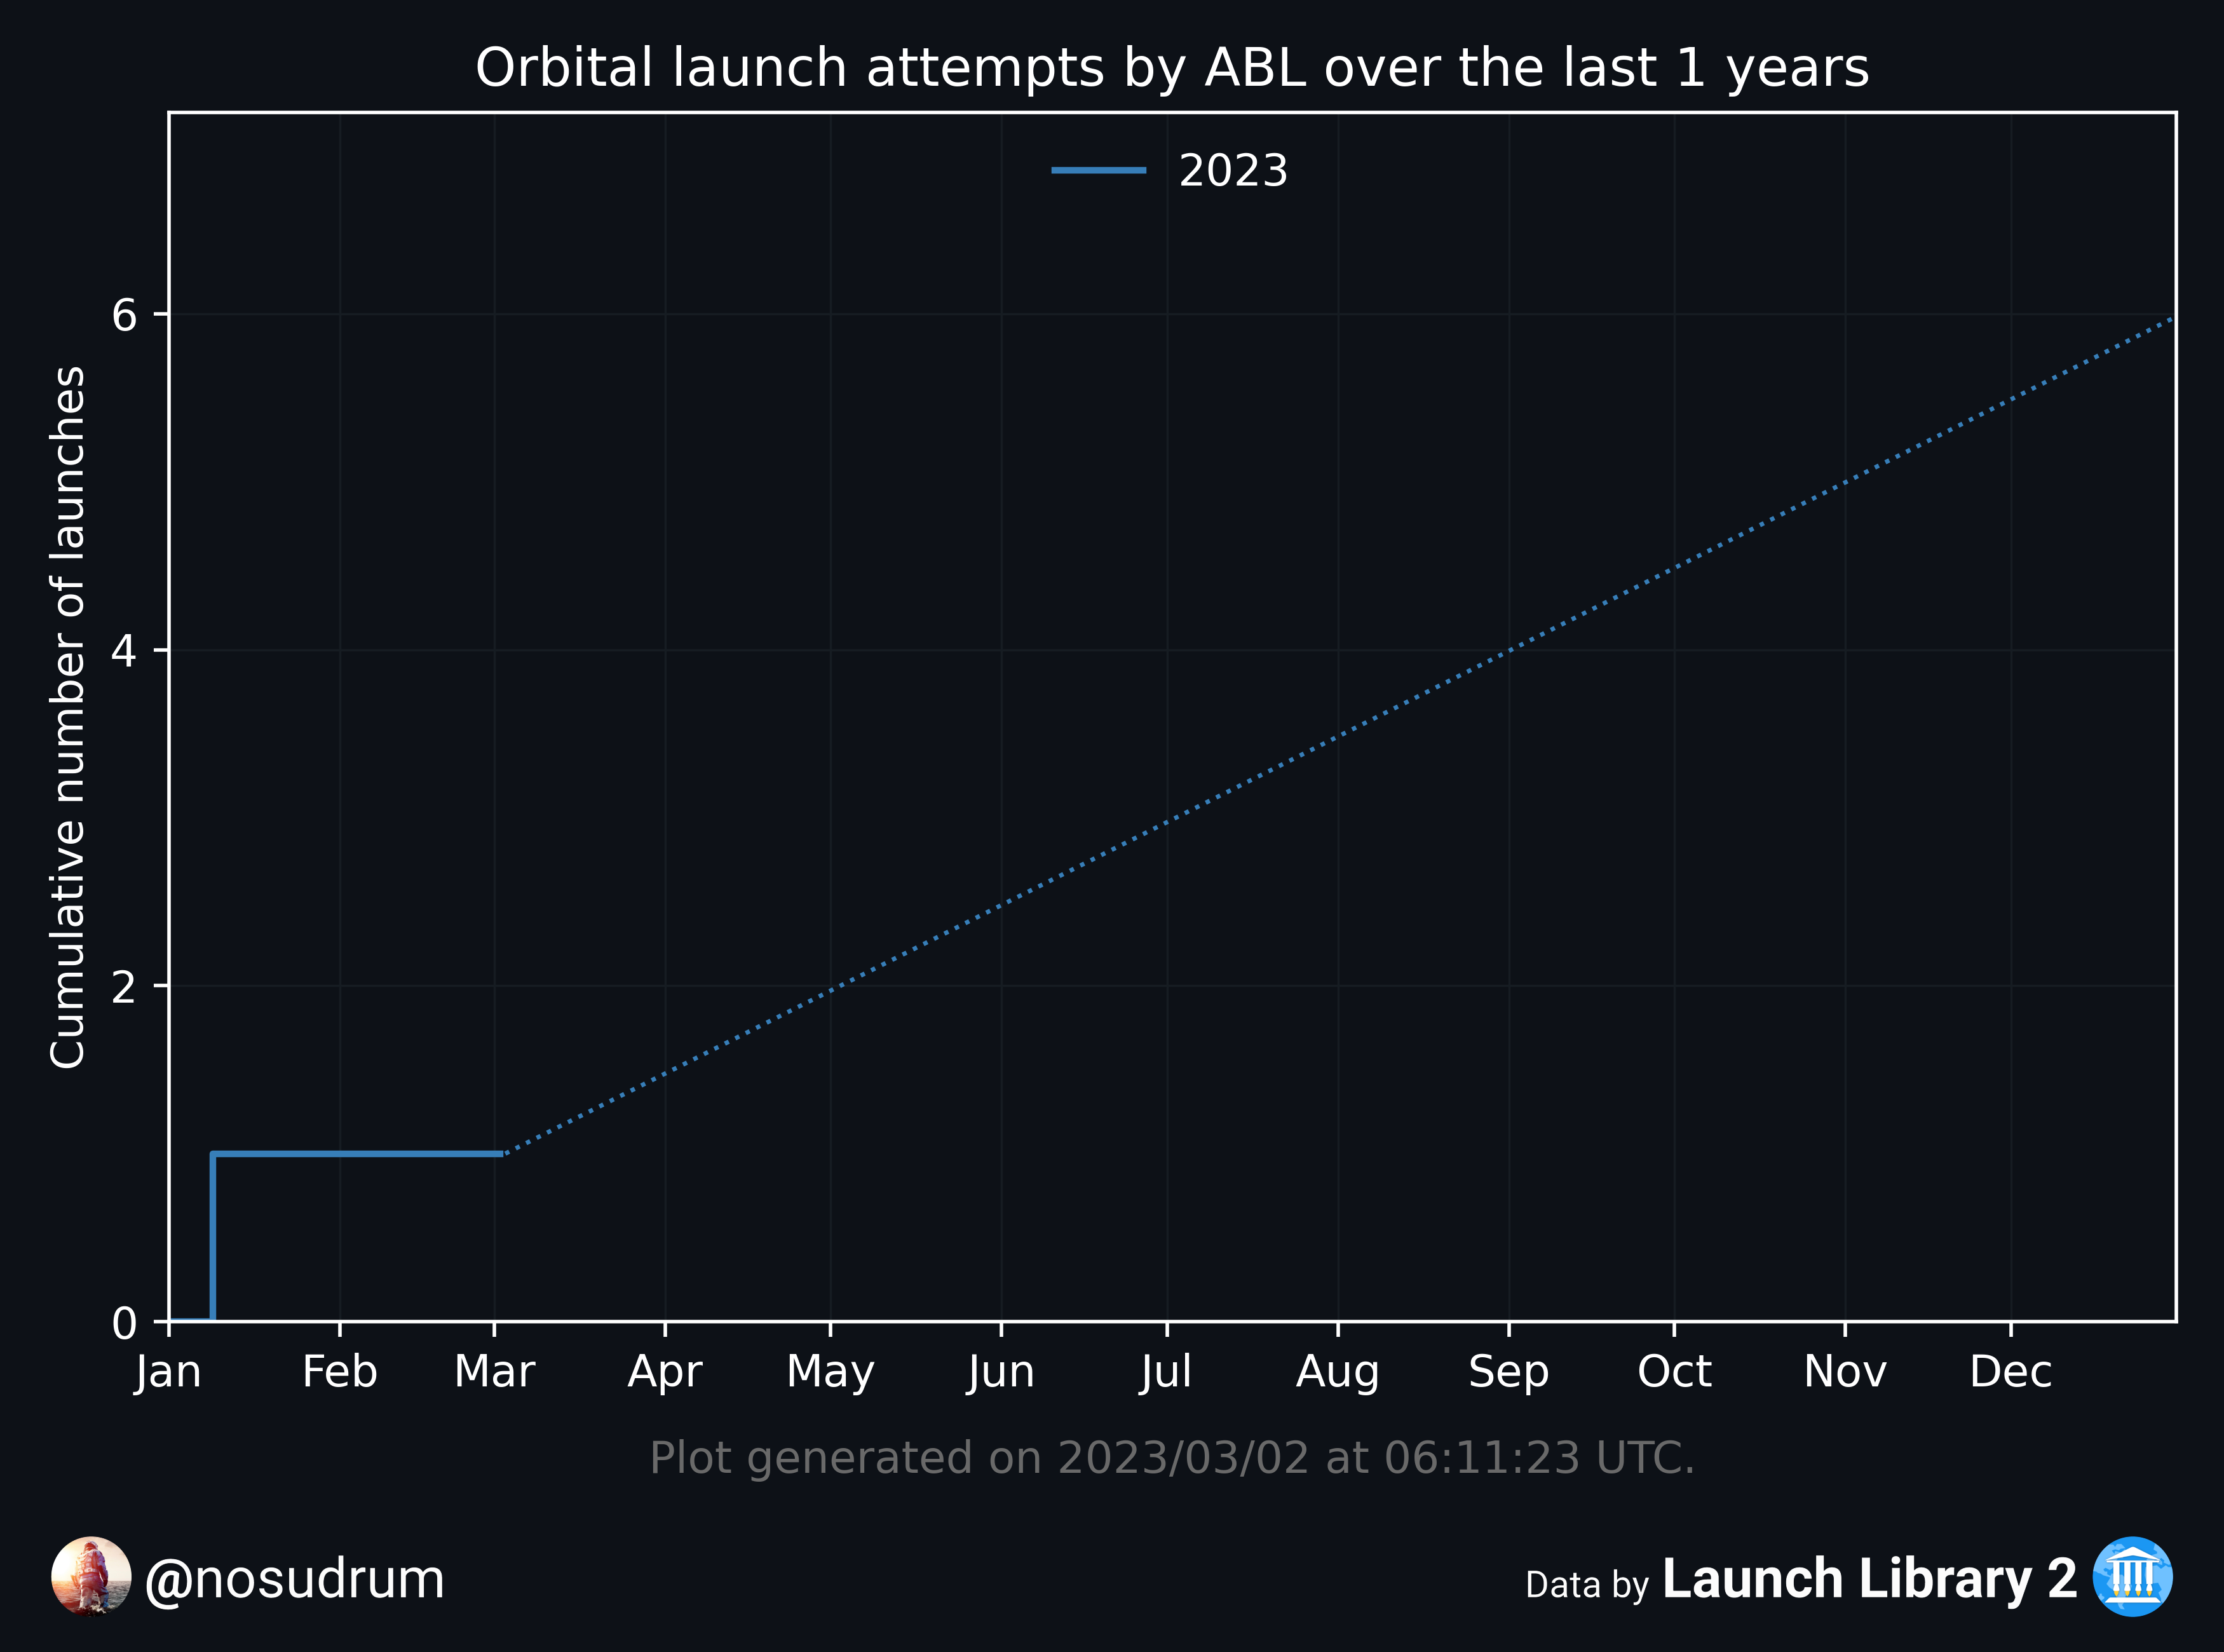 Orbital launch attempts by ABL over the last 1 years
2023
Cumulative number of launches
6
4
2
0
Jan Feb Mar Apr May Jun Jul Aug Sep Oct Nov Dec
Plot generated on 2023/03/02 at 06:11:23 UTC.
@nosudrum
Data by Launch Library 2